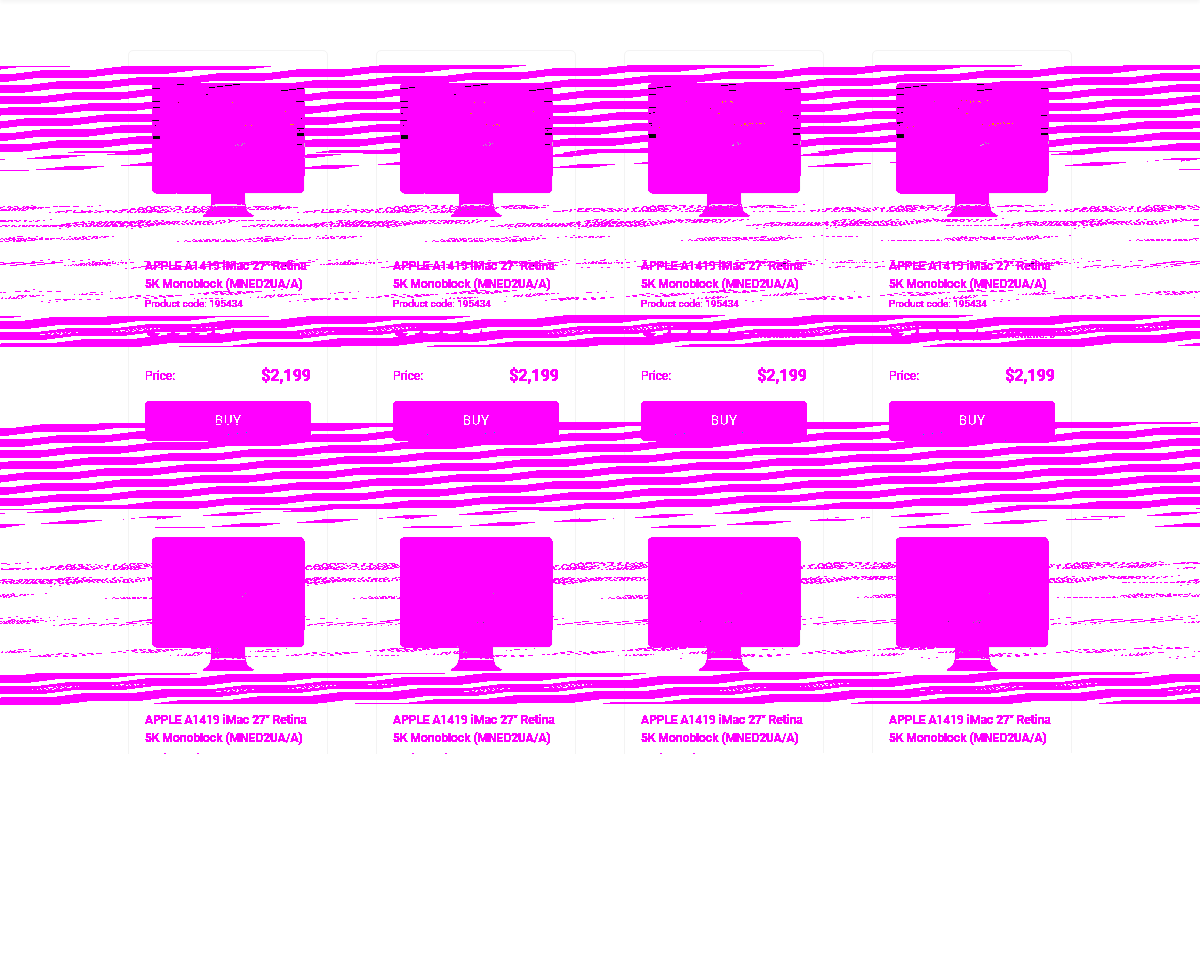 APPLE A1419 iMac 27" Retina
5K Monoblock (MNED2UA/A)
Product code: 195434
APPLE A1419 iMac 27" Retina
5K Monoblock (MNED2UA/A)
Product code: 195434
APPLE A1419 iMac 27" Retina
5K Monoblock (MNED2UA/A)
Product code: 195434
APPLE A1419 iMac 27" Retina
5K Monoblock (MNED2UA/A)
Product code: 195434
Price: $2,199
Price: $2,199
Price: $2,199
Price: $2,199
BUY
BUY
BUY
BUY
APPLE A1419 iMac 27" Retina
5K Monoblock (MNED2UA/A)
APPLE A1419 iMac 27" Retina
5K Monoblock (MNED2UA/A)
APPLE A1419 iMac 27" Retina
5K Monoblock (MNED2UA/A)
APPLE A1419 iMac 27" Retina
5K Monoblock (MNED2UA/A)